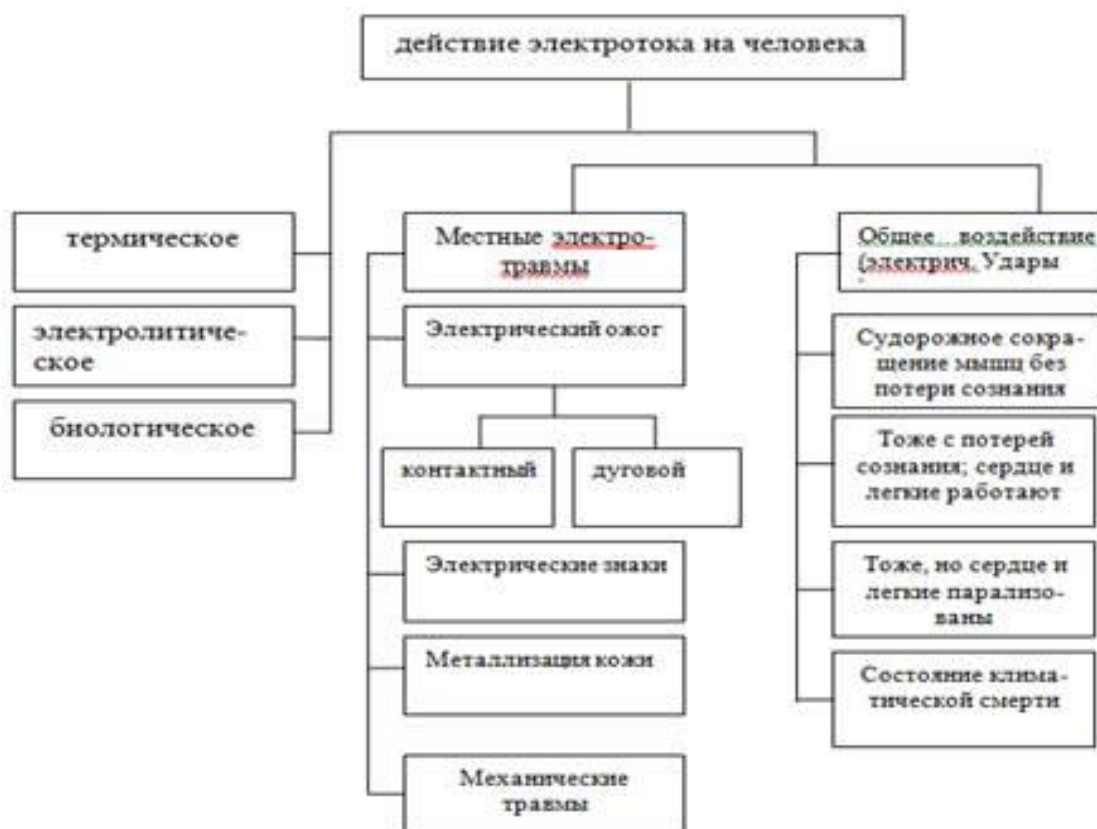 действие электротока на человека
термическое
электролитиче-
ское
биологическое
Местные электро-
травмы
Электрический ожог
контактный
дуговой
Электрические знаки
Металлизация кожи
Механические
травмы
Общее воздействие
(электрич. Удары
Судорожное сокра-
щение мышц без
потери сознания
Тоже с потерей
сознания; сердце и
легкие работают
Тоже, но сердце и
легкие парализо-
ваны
Состояние клима-
тической смерти